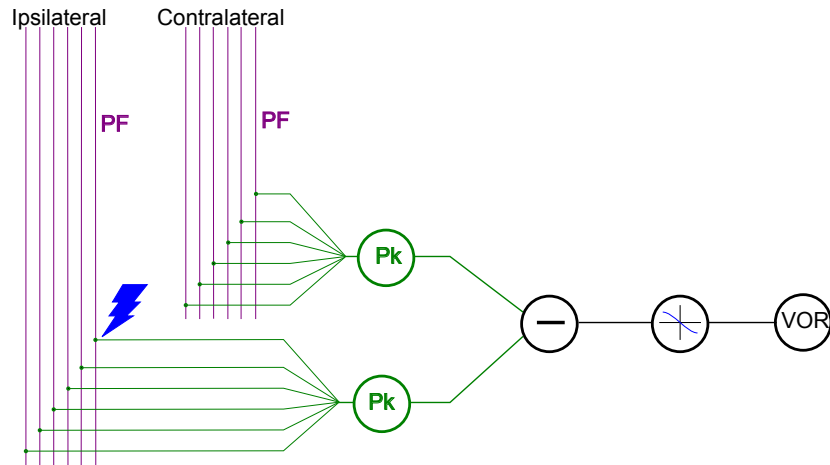 Ipsilateral
Contralateral
PF
PF
Pk
VOR
Pk